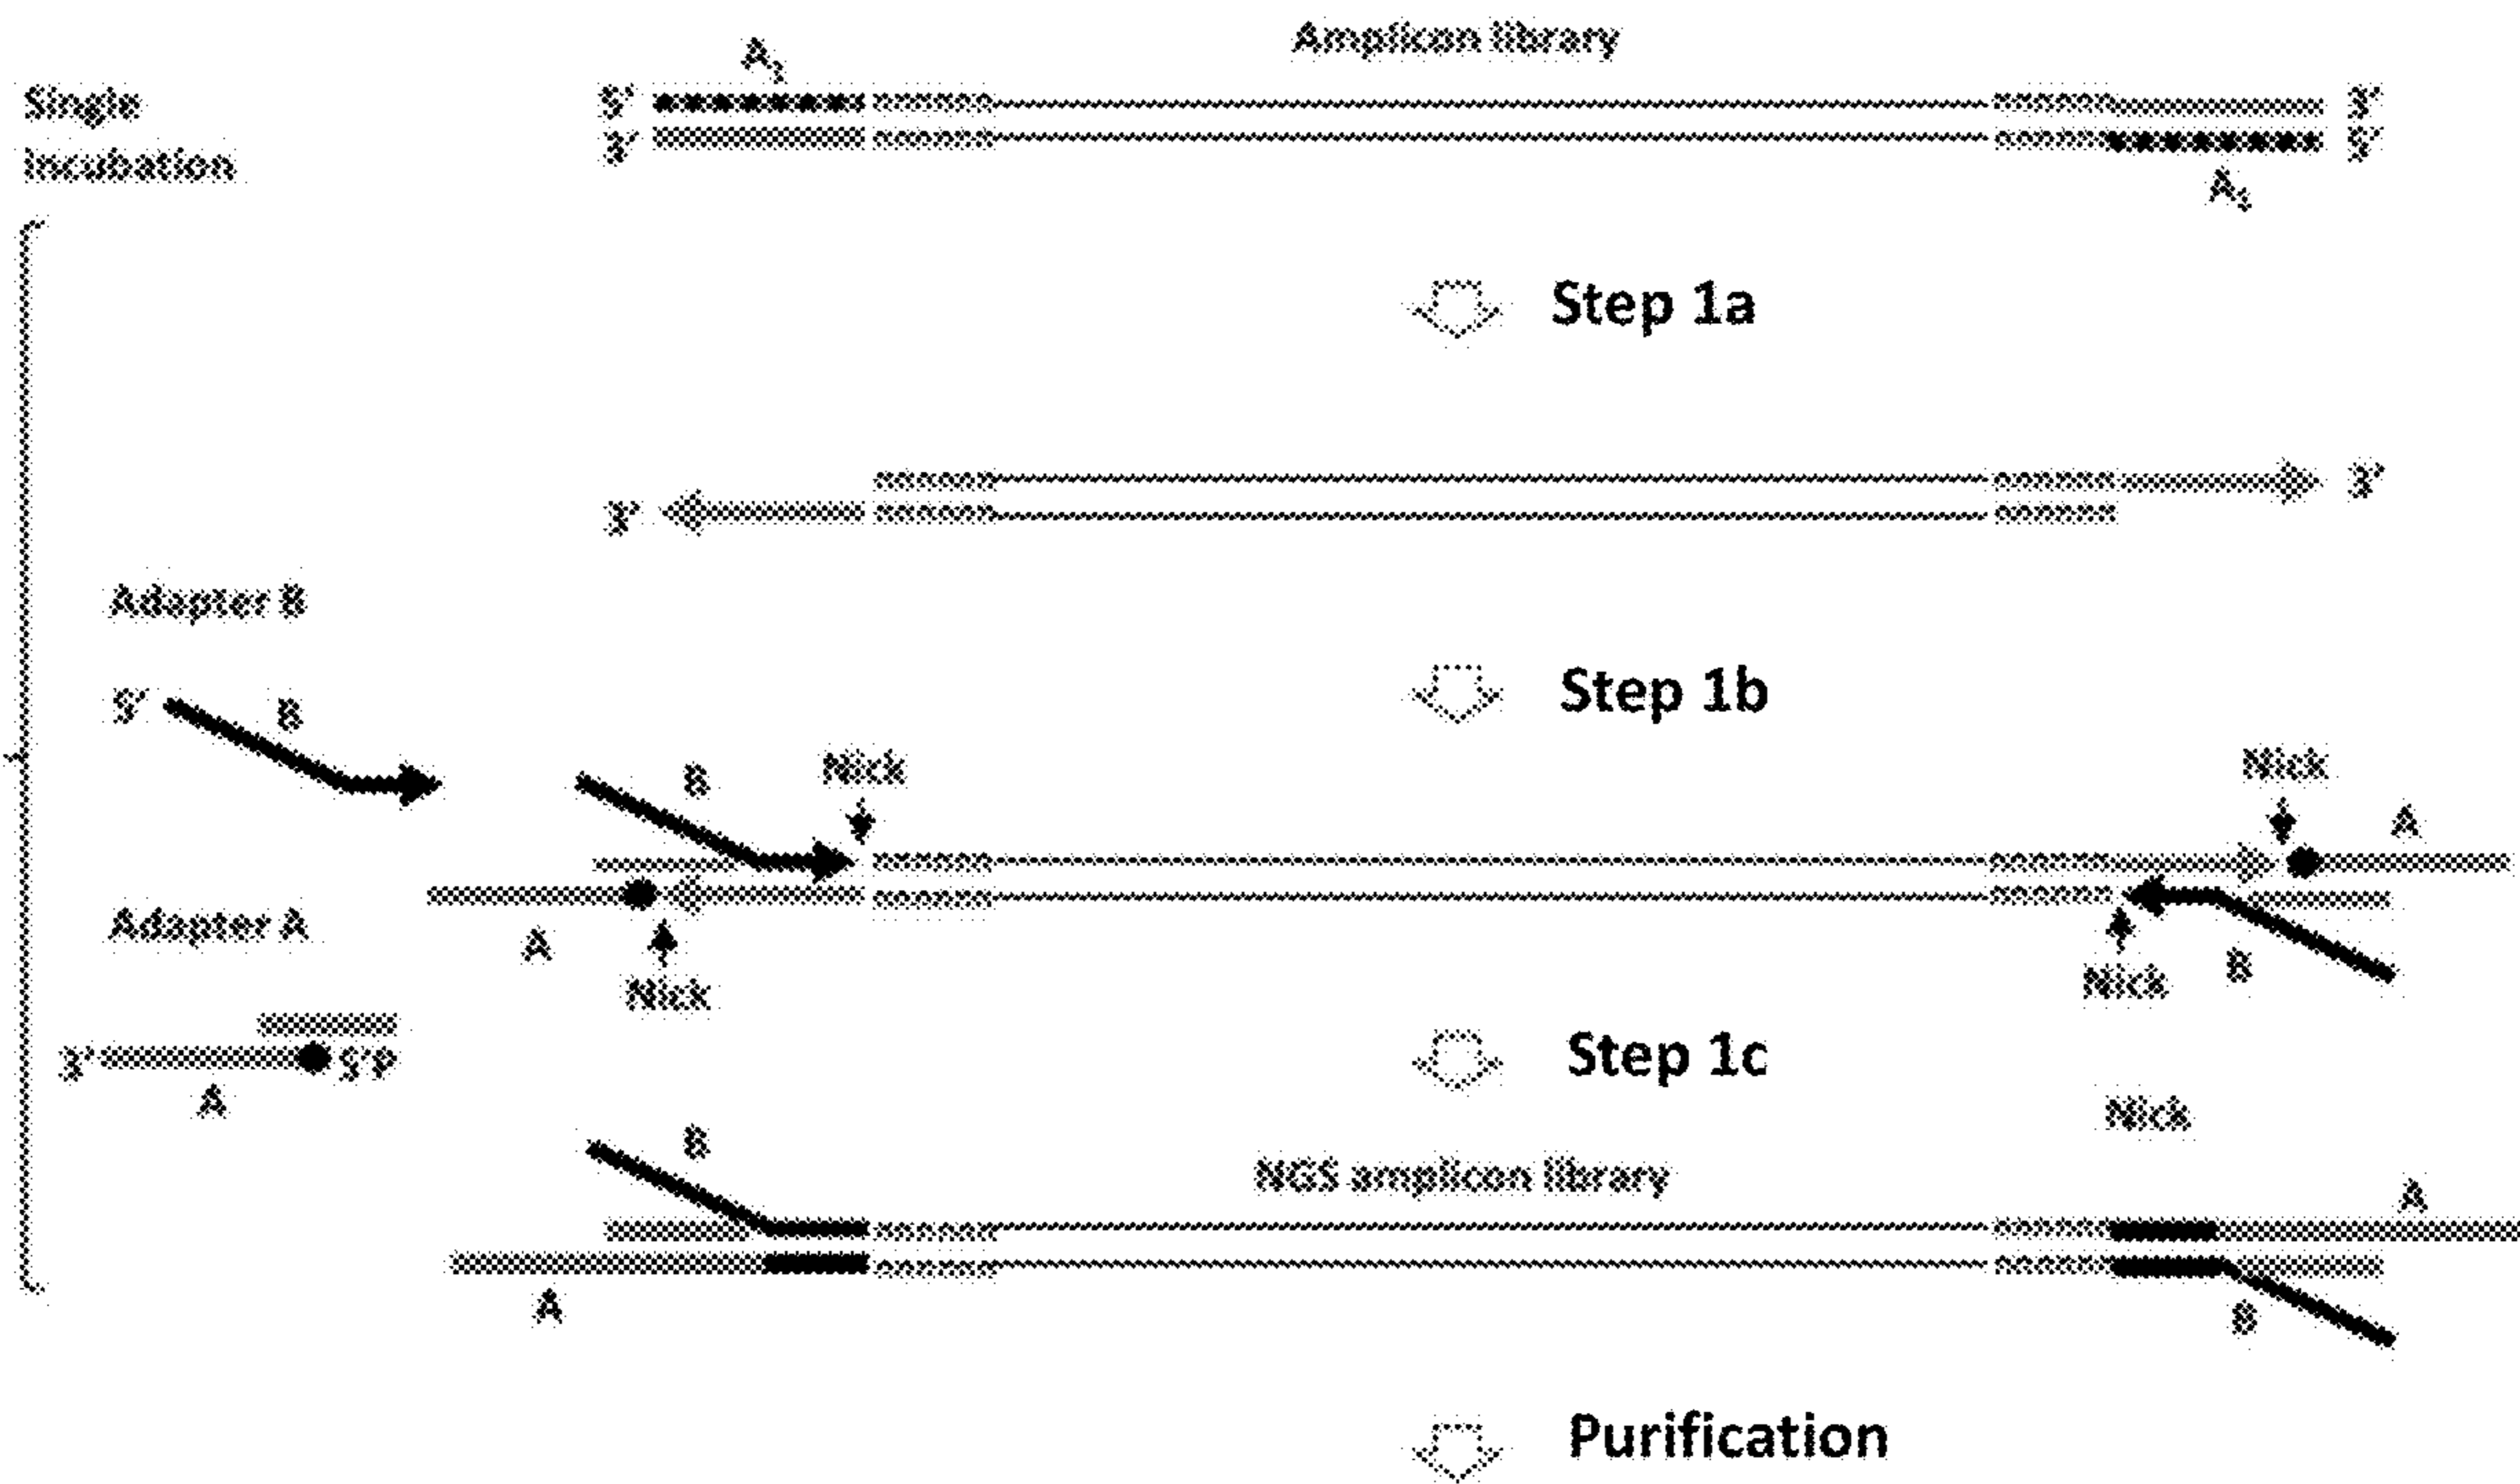 Amplicon library
A₁
Single
5'
3'
Incubation
3'
5'
A₁
Step 1a
3'
3'
Adapter B
Step 1b
5'
B
B
Nick
Nick
A
Adapter A
A
Nick
Nick
B
Step 1c
3'
5'P
A
Nick
B
NGS amplicon library
A
A
B
Purification